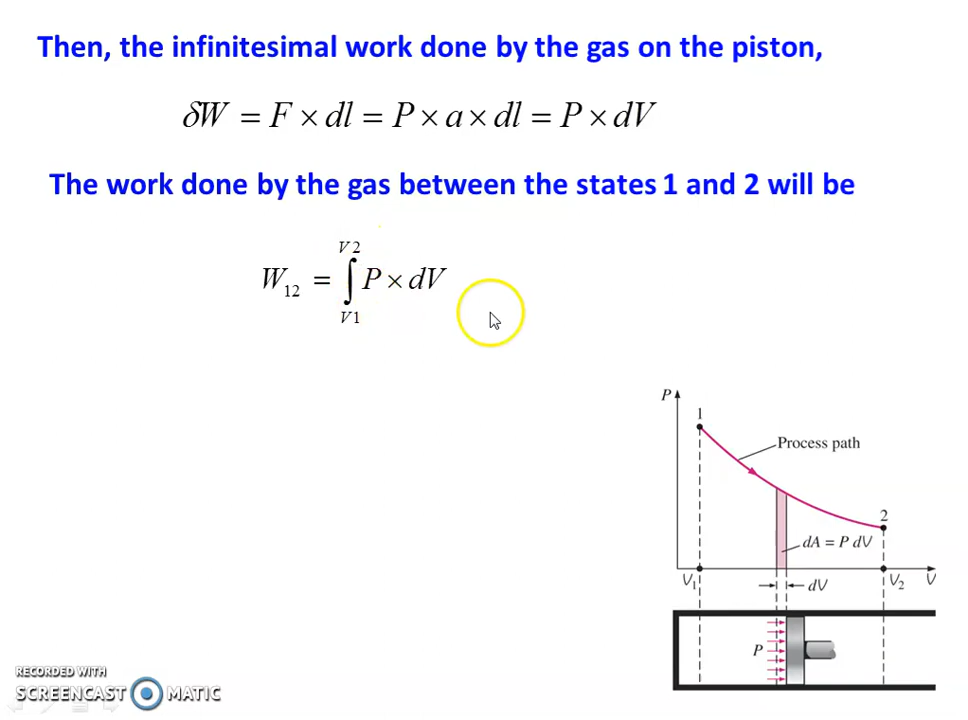 Then, the infinitesimal work done by the gas on the piston,
δW = F × dl = P × a × dl = P × dV
The work done by the gas between the states 1 and 2 will be
V2
W12 = ∫ P × dV
V1
P
1
Process path
2
dA = P dV
V1
dV
V2
V
P
RECORDED WITH
SCREENCAST MATIC